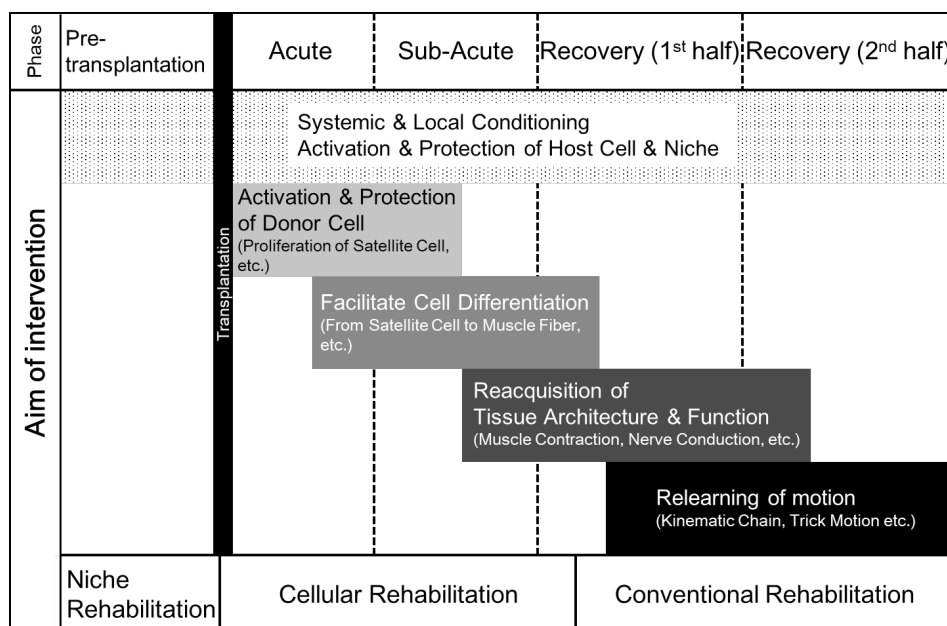 Phase
Pre-
transplantation
Acute
Sub-Acute
Recovery (1st half)
Recovery (2nd half)
Aim of intervention
Transplantation
Systemic & Local Conditioning
Activation & Protection of Host Cell & Niche
Activation & Protection
of Donor Cell
(Proliferation of Satellite Cell,
etc.)
Facilitate Cell Differentiation
(From Satellite Cell to Muscle Fiber,
etc.)
Reacquisition of
Tissue Architecture & Function
(Muscle Contraction, Nerve Conduction, etc.)
Relearning of motion
(Kinematic Chain, Trick Motion etc.)
Niche
Rehabilitation
Cellular Rehabilitation
Conventional Rehabilitation